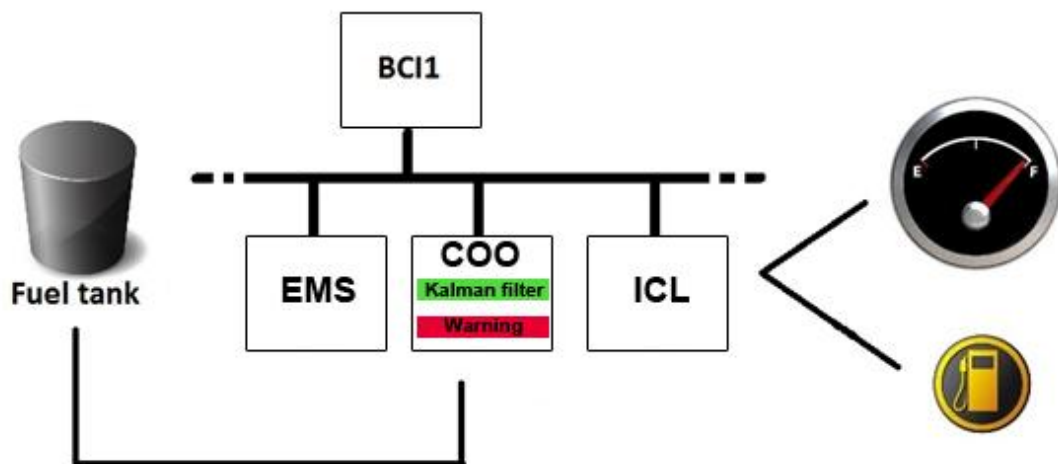 BCI1
E
F
Fuel tank
EMS
COO
Kalman filter
Warning
ICL